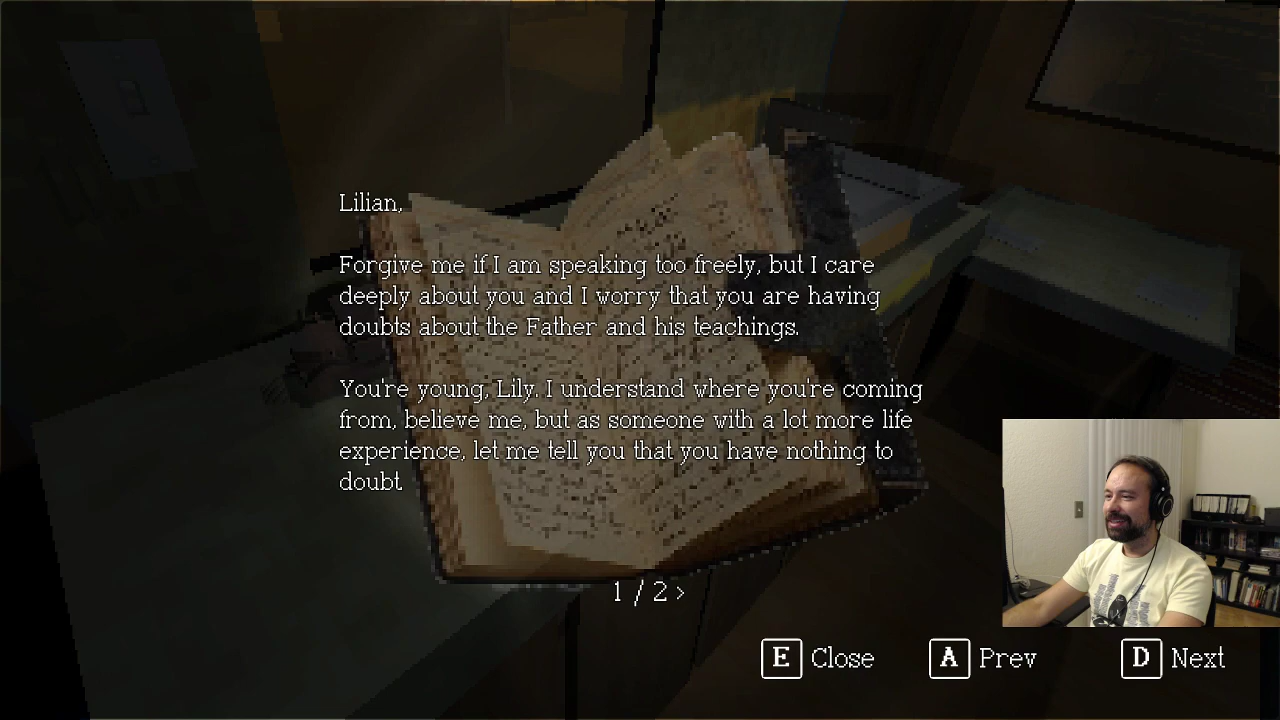 Lilian,
Forgive me if I am speaking too freely, but I care
deeply about you and I worry that you are having
doubts about the Father and his teachings.
You're young, Lily. I understand where you're coming
from, believe me, but as someone with a lot more life
experience, let me tell you that you have nothing to
doubt.
1 / 2 >
E Close
A Prev
D Next